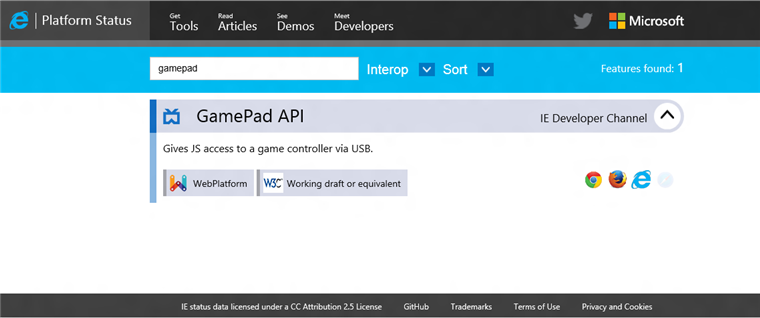 Platform Status
Get Tools
Read Articles
See Demos
Meet Developers
Microsoft
gamepad
Interop
Sort
Features found: 1
GamePad API
IE Developer Channel
Gives JS access to a game controller via USB.
WebPlatform
W3C
Working draft or equivalent
IE status data licensed under a CC Attribution 2.5 License
GitHub
Trademarks
Terms of Use
Privacy and Cookies